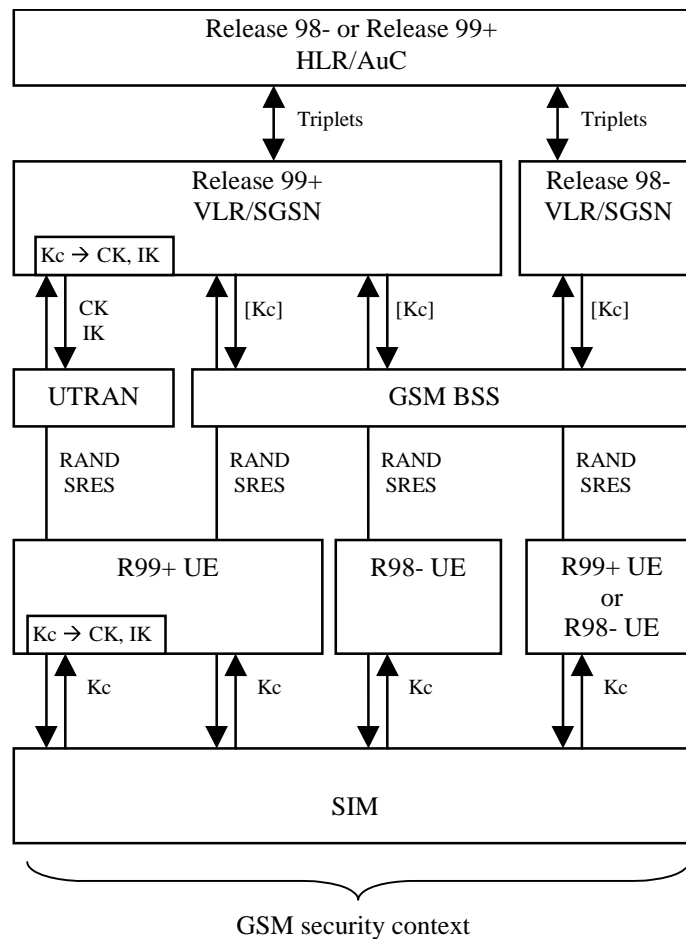 Release 98- or Release 99+
HLR/AuC
Triplets
Triplets
Release 99+
VLR/SGSN
Release 98-
VLR/SGSN
Kc → CK, IK
CK
IK
[Kc]
[Kc]
[Kc]
UTRAN
GSM BSS
RAND
SRES
RAND
SRES
RAND
SRES
RAND
SRES
R99+ UE
R98- UE
R99+ UE
or
R98- UE
Kc → CK, IK
Kc
Kc
Kc
Kc
SIM
GSM security context